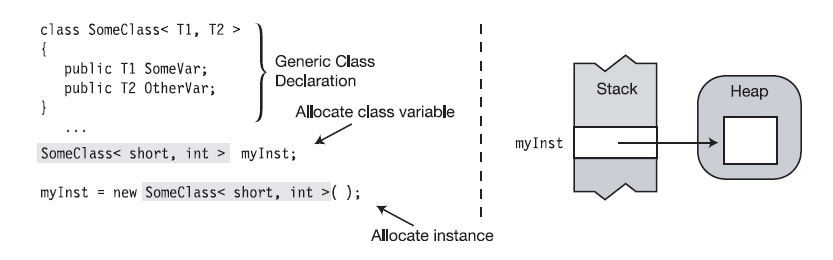 class SomeClass< T1, T2 >
{
public T1 SomeVar;
public T2 OtherVar;
}
...
Generic Class
Declaration
Allocate class variable
SomeClass< short, int > myInst;
myInst = new SomeClass< short, int >( );
Allocate instance
Stack
Heap
myInst